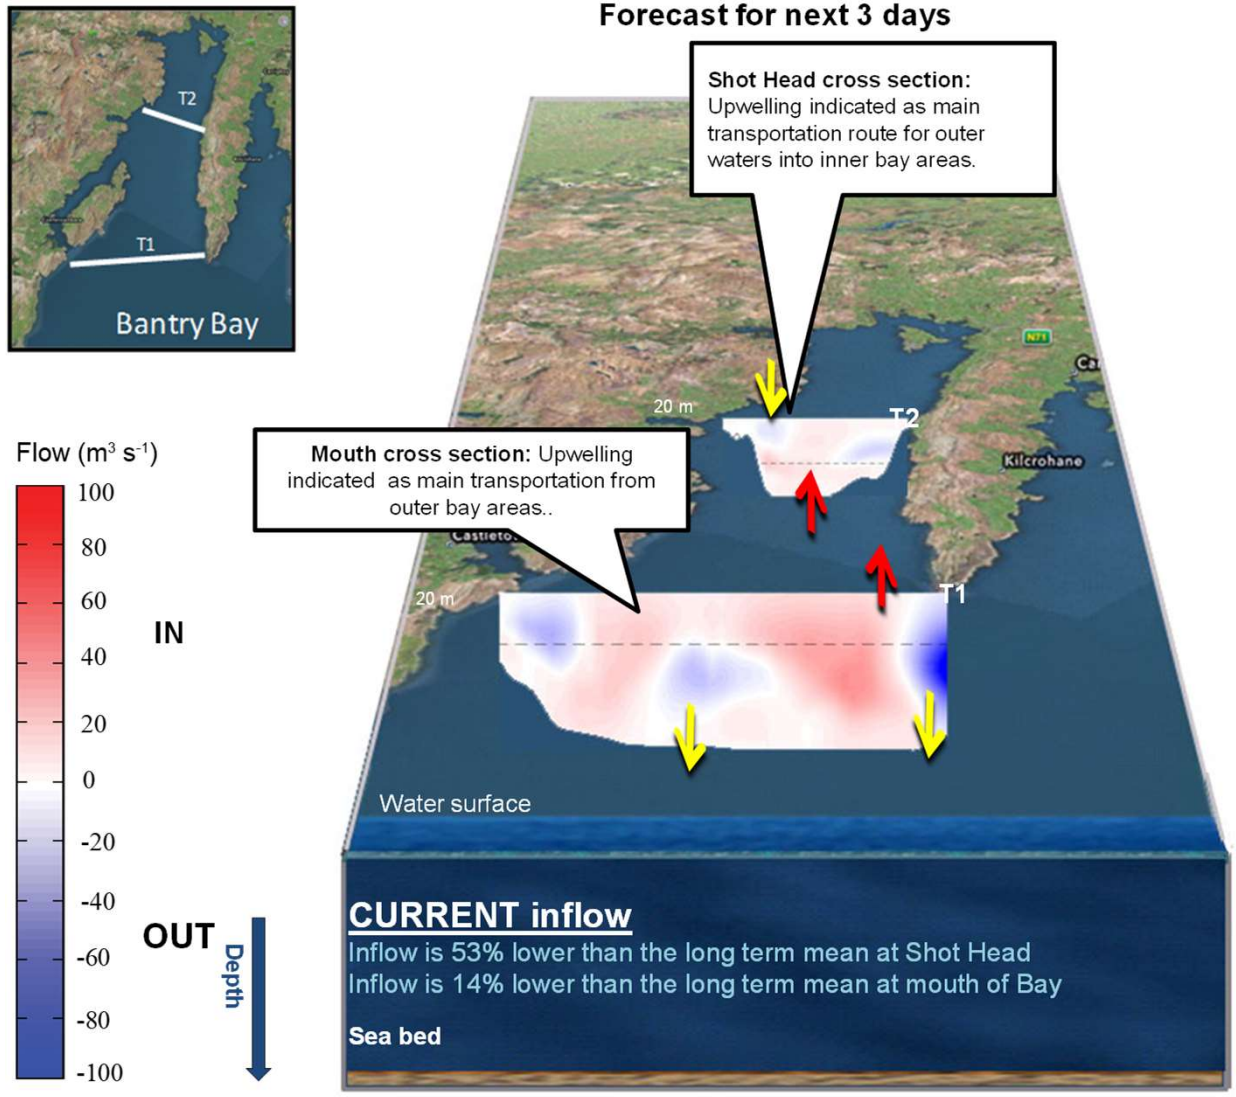 Forecast for next 3 days
T2
T1
Bantry Bay
Shot Head cross section:
Upwelling indicated as main
transportation route for outer
waters into inner bay areas.
N71
Ca
20 m
T2
Kilcrohane
Mouth cross section: Upwelling
indicated as main transportation from
outer bay areas..
Castleto
20 m
T1
Flow (m³ s⁻¹)
100
80
60
IN
40
20
0
-20
-40
OUT
-60
-80
-100
Depth
Water surface
CURRENT inflow
Inflow is 53% lower than the long term mean at Shot Head
Inflow is 14% lower than the long term mean at mouth of Bay
Sea bed